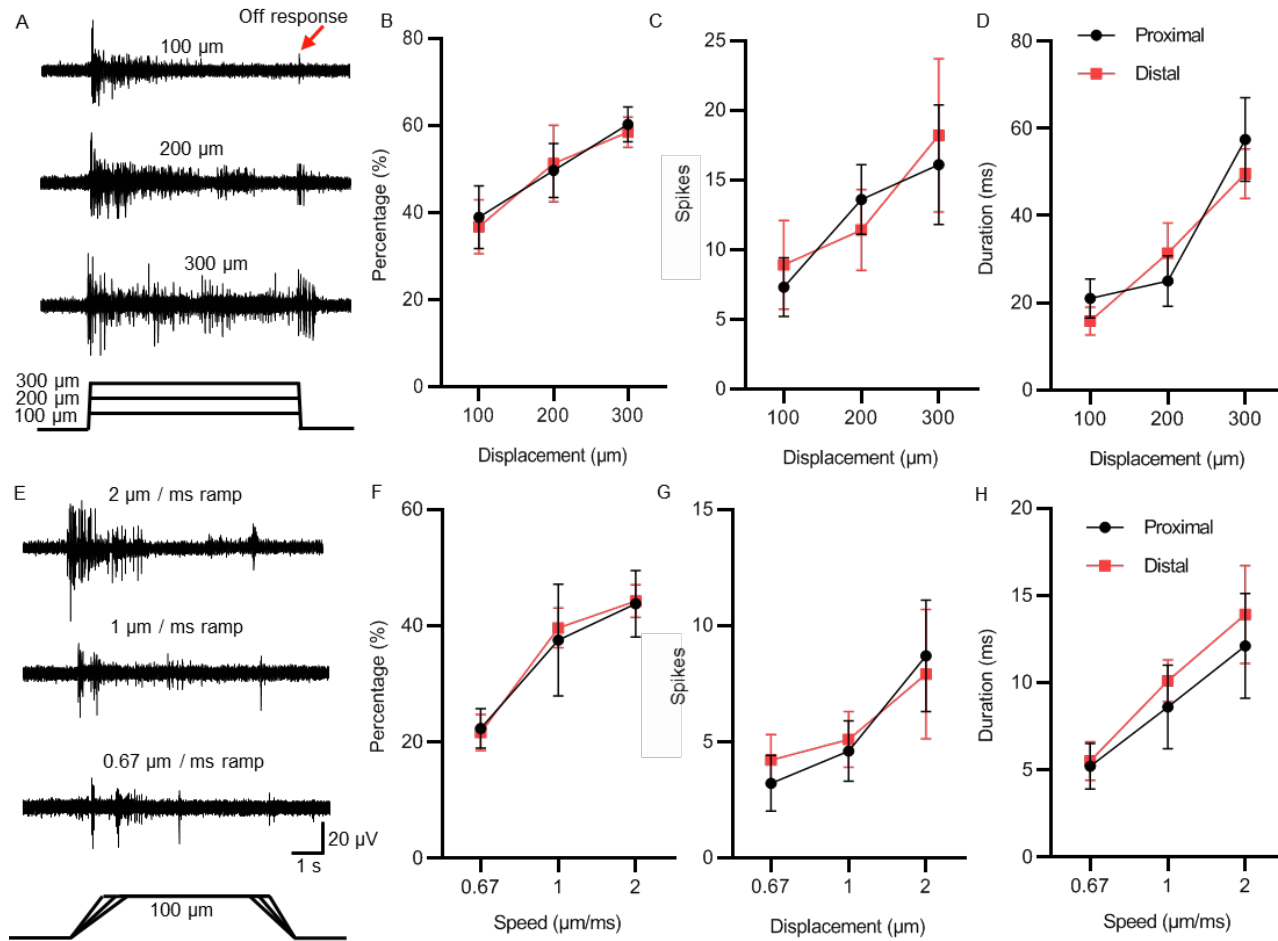 A
Off response
100 µm
200 µm
300 µm
300 µm
200 µm
100 µm
B
80
60
40
20
0
Percentage (%)
100 200 300
Displacement (µm)
C
25
20
15
10
5
0
Spikes
100 200 300
Displacement (µm)
D
80
60
40
20
0
Duration (ms)
Proximal
Distal
100 200 300
Displacement (µm)
E
2 µm / ms ramp
1 µm / ms ramp
0.67 µm / ms ramp
20 µV
1 s
100 µm
F
60
40
20
0
Percentage (%)
0.67 1 2
Speed (µm/ms)
G
15
10
5
0
Spikes
0.67 1 2
Displacement (µm)
H
20
15
10
5
0
Duration (ms)
Proximal
Distal
0.67 1 2
Speed (µm/ms)